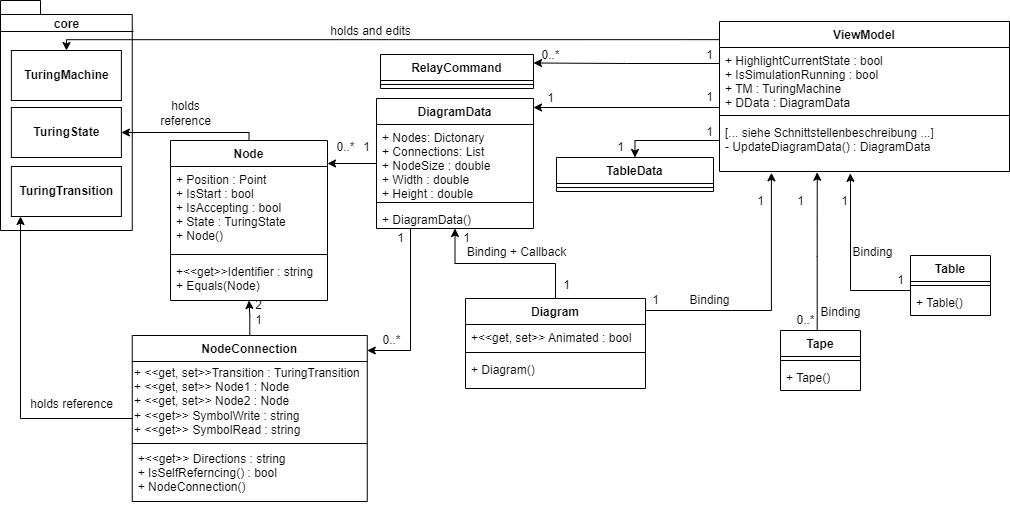 core
TuringMachine
TuringState
TuringTransition
holds and edits
ViewModel
+ HighlightCurrentState : bool
+ IsSimulationRunning : bool
+ TM : TuringMachine
+ DData : DiagramData
[... siehe Schnittstellenbeschreibung ...]
- UpdateDiagramData() : DiagramData
0..*
1
RelayCommand
1
1
DiagramData
+ Nodes: Dictonary
+ Connections: List
+ NodeSize : double
+ Width : double
+ Height : double
+ DiagramData()
1
1
TableData
holds
reference
0..*
1
Node
+ Position : Point
+ IsStart : bool
+ IsAccepting : bool
+ State : TuringState
+ Node()
+<<get>>Identifier : string
+ Equals(Node)
1
1
Binding + Callback
1
1
1
1
Binding
Table
+ Table()
1
1
Binding
Diagram
+<<get, set>> Animated : bool
+ Diagram()
Binding
0..*
Tape
+ Tape()
2
1
0..*
NodeConnection
+ <<get, set>>Transition : TuringTransition
+ <<get, set>> Node1 : Node
+ <<get, set>> Node2 : Node
+ <<get>> SymbolWrite : string
+ <<get>> SymbolRead : string
+<<get>> Directions : string
+ IsSelfReferncing() : bool
+ NodeConnection()
holds reference